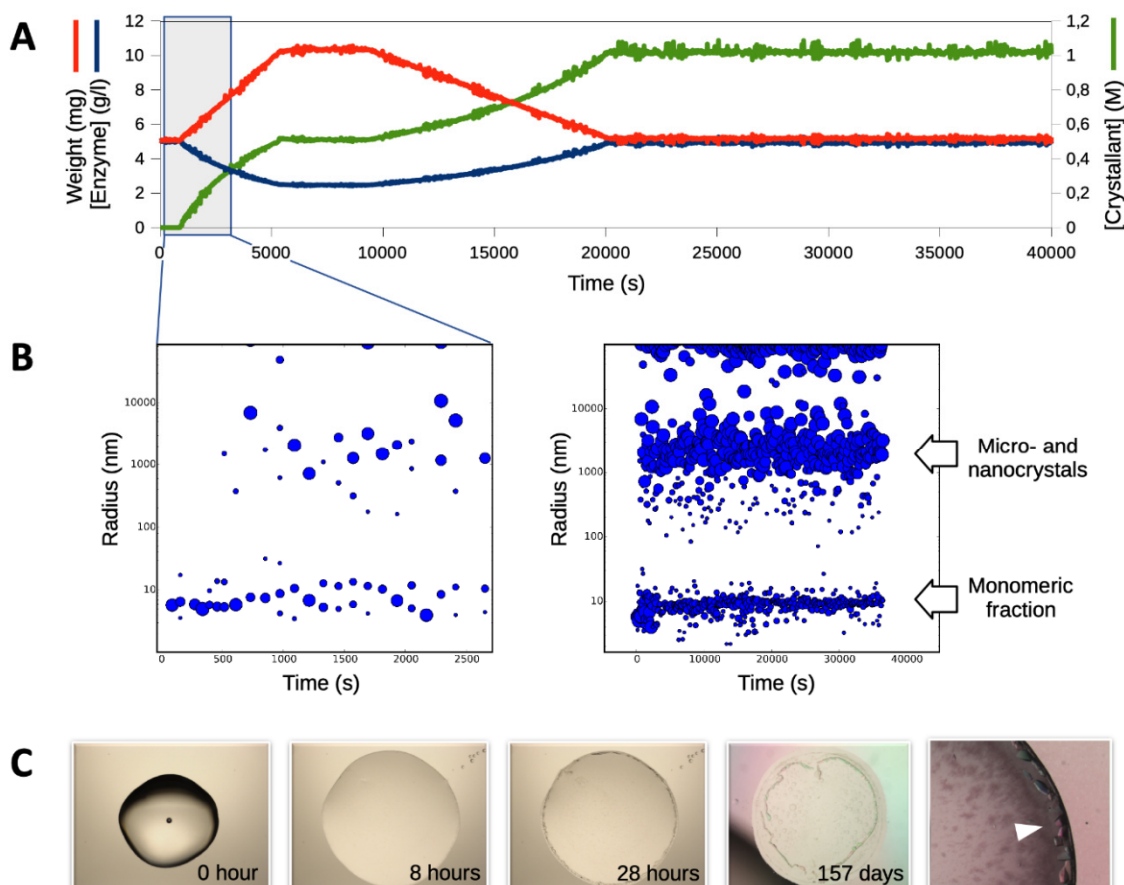 A
Weight (mg)
[Enzyme] (g/l)
12
10
8
6
4
2
0
1,2
1
0,8
0,6
0,4
0,2
0
[Crystallant] (M)
0 5000 10000 15000 20000 25000 30000 35000 40000
Time (s)
B
Radius (nm)
10000
1000
100
10
0 500 1000 1500 2000 2500
Time (s)
Radius (nm)
10000
1000
100
10
0 10000 20000 30000 40000
Time (s)
Micro- and
nanocrystals
Monomeric
fraction
C
0 hour
8 hours
28 hours
157 days